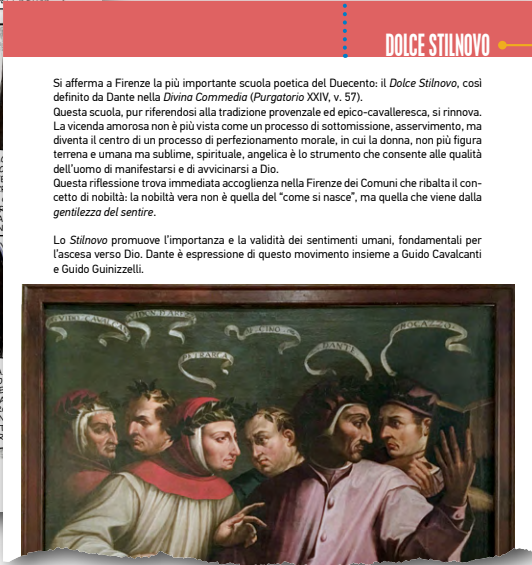 DOLCE STILNOVO
Si afferma a Firenze la più importante scuola poetica del Duecento: il Dolce Stilnovo, così
definito da Dante nella Divina Commedia (Purgatorio XXIV, v. 57).
Questa scuola, pur riferendosi alla tradizione provenzale ed epico-cavalleresca, si rinnova.
La vicenda amorosa non è più vista come un processo di sottomissione, asservimento, ma
diventa il centro di un processo di perfezionamento morale, in cui la donna, non più figura
terrena e umana ma sublime, spirituale, angelica è lo strumento che consente alle qualità
dell'uomo di manifestarsi e di avvicinarsi a Dio.
Questa riflessione trova immediata accoglienza nella Firenze dei Comuni che ribalta il con-
cetto di nobiltà: la nobiltà vera non è quella del "come si nasce", ma quella che viene dalla
gentilezza del sentire.
Lo Stilnovo promuove l'importanza e la validità dei sentimenti umani, fondamentali per
l'ascesa verso Dio. Dante è espressione di questo movimento insieme a Guido Cavalcanti
e Guido Guinizzelli.
PETRARCA
CINO
DANTE
BOCAZZO